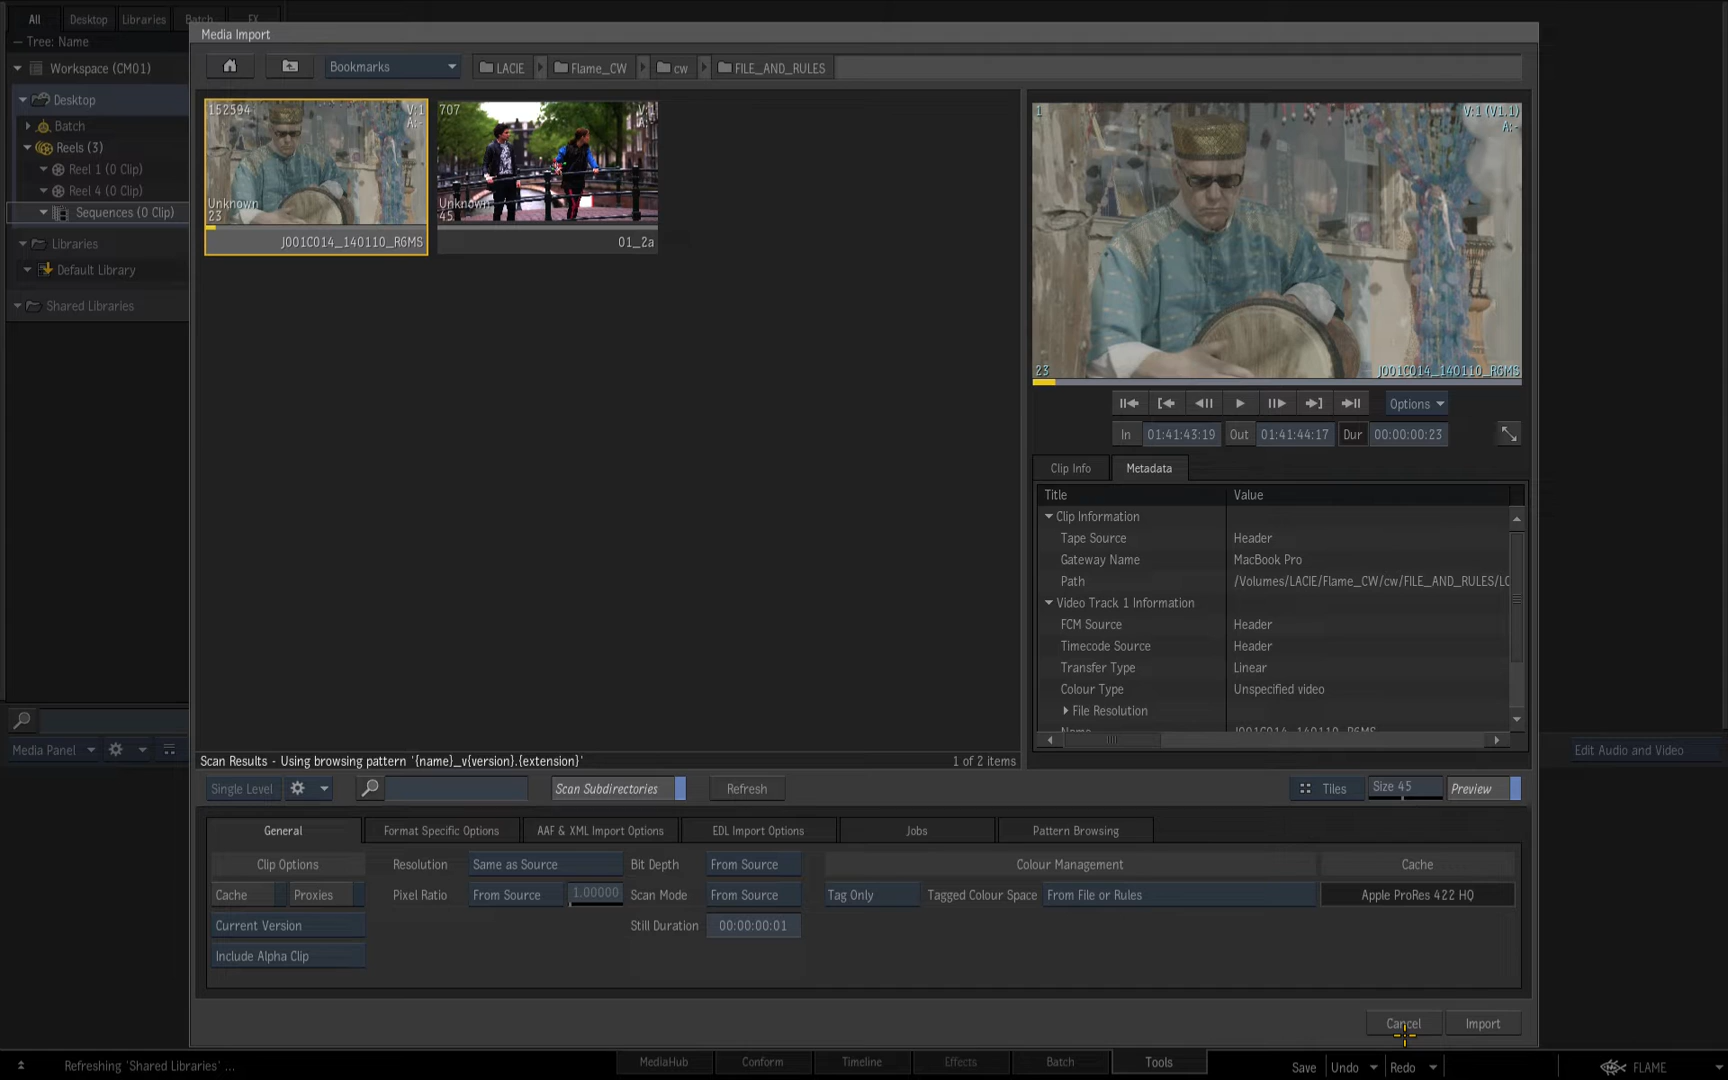 All Desktop Libraries Batch FX
Tree: Name
Workspace (CM01)
Desktop
Batch
Reels (3)
Reel 1 (0 Clip)
Reel 4 (0 Clip)
Sequences (0 Clip)
Libraries
Default Library
Shared Libraries
Media Panel
Media Import
Bookmarks LACIE Flame_CW cw FILE_AND_RULES
152594 V:1
A:-
Unknown
23
J001C014_140110_R6MS
707 V:1
A:-
Unknown
45
01_2a
1 V:1 (V1.1)
A:-
23 J001C014_140110_R6MS
Options
In 01:41:43:19 Out 01:41:44:17 Dur 00:00:00:23
Clip Info Metadata
Title Value
Clip Information
Tape Source Header
Gateway Name MacBook Pro
Path /Volumes/LACIE/Flame_CW/cw/FILE_AND_RULES/LC
Video Track 1 Information
FCM Source Header
Timecode Source Header
Transfer Type Linear
Colour Type Unspecified video
File Resolution
Name J001C014_140110_R6MS
Scan Results - Using browsing pattern '{name}_v{version}.{extension}' 1 of 2 items
Single Level Scan Subdirectories Refresh Tiles Size 45 Preview
General Format Specific Options AAF & XML Import Options EDL Import Options Jobs Pattern Browsing
Clip Options Resolution Same as Source Bit Depth From Source Colour Management Cache
Cache Proxies Pixel Ratio From Source 1.00000 Scan Mode From Source Tag Only Tagged Colour Space From File or Rules Apple ProRes 422 HQ
Current Version Still Duration 00:00:00:01
Include Alpha Clip
Cancel Import
Edit Audio and Video
Refreshing 'Shared Libraries' ... MediaHub Conform Timeline Effects Batch Tools Save Undo Redo FLAME